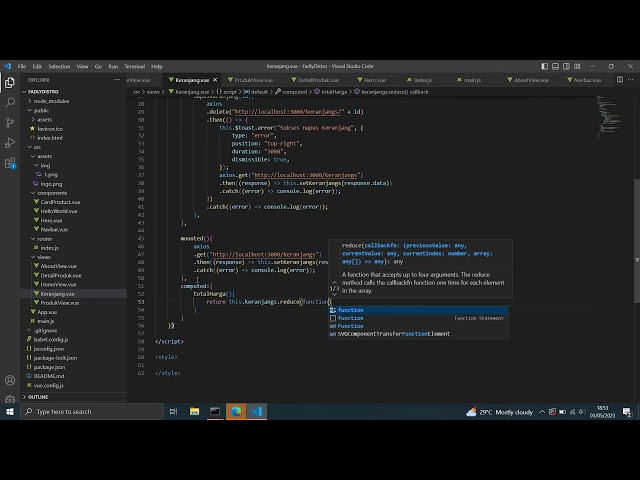 File Edit Selection View Go Run Terminal Help
Keranjang.vue - FadlyDistro - Visual Studio Code
EXPLORER
FADLYDISTRO
node_modules
public
assets
favicon.ico
index.html
src
assets
img
1.png
logo.png
components
CardProduct.vue
HelloWorld.vue
Hero.vue
Navbar.vue
router
index.js
views
AboutView.vue
DetailProduk.vue
HomeView.vue
Keranjang.vue
ProdukView.vue
App.vue
main.js
.gitignore
babel.config.js
jsconfig.json
package-lock.json
package.json
README.md
vue.config.js
OUTLINE
eView.vue Keranjang.vue ProdukView.vue DetailProduk.vue Hero.vue index.js main.js AboutView.vue Navbar.vue
src > views > Keranjang.vue > {} script > default > computed > totalHarga > keranjangs.reduce() callback
28 axios
29 .delete("http://localhost:3000/keranjangs/" + id)
30 .then(() => {
31 this.$toast.error("Sukses Hapus Keranjang", {
32 type: "error",
33 position: "top-right",
34 duration: "3000",
35 dismissible: true,
36 });
37 axios.get("http://localhost:3000/keranjangs")
38 .then((response) => this.setKeranjangs(response.data))
39 .catch((error) => console.log(error));
40 })
41 .catch((error) => console.log(error));
42 },
43 },
44
45 mounted(){
46 axios
47 .get("http://localhost:3000/keranjangs")
48 .then((response) => this.setKeranjangs(res
49 .catch((error) => console.log(error));
50 },
51 computed:{
52 totalHarga(){
53 return this.keranjangs.reduce(function)
54 }
55 }
56 })
57
58 </script>
59
60 <style>
61
62 </style>
reduce(callbackfn: (previousValue: any,
currentValue: any, currentIndex: number, array:
any[]) => any): any
1/3
A function that accepts up to four arguments. The reduce
method calls the callbackfn function one time for each element
in the array.
function
function Function Statement
Function
SVGComponentTransferFunctionElement
Type here to search
29°C Mostly cloudy
18:53
01/05/2023
2